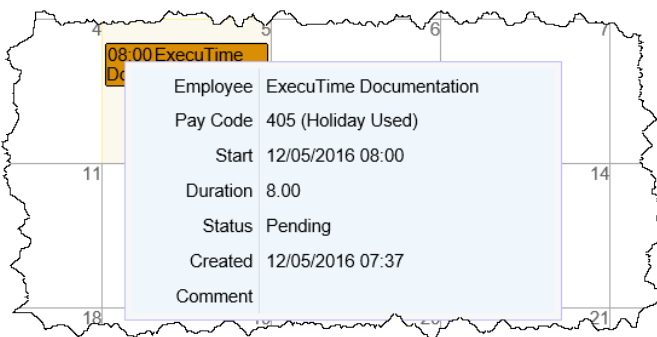 4 5 6 7
08:00 ExecuTime
Employee ExecuTime Documentation
Pay Code 405 (Holiday Used)
Start 12/05/2016 08:00
11 14
Duration 8.00
Status Pending
Created 12/05/2016 07:37
Comment
18 21